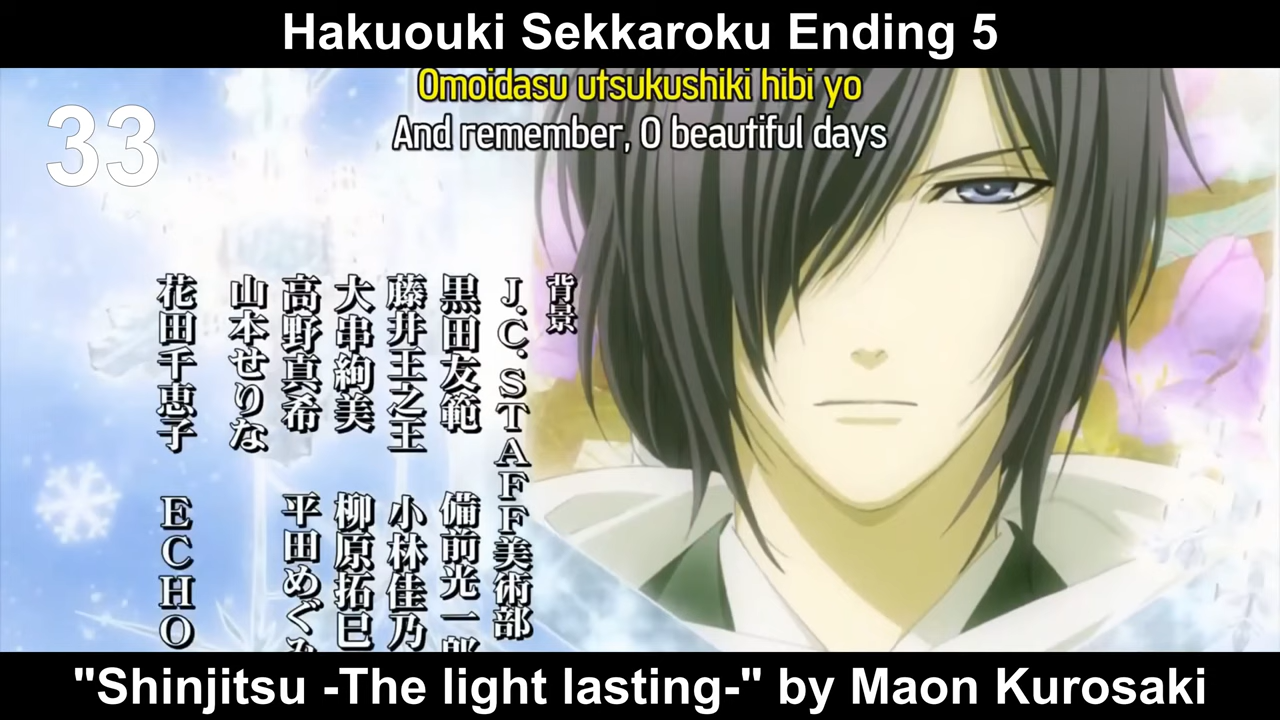 Hakuouki Sekkaroku Ending 5
Omoidasu utsukushiki hibi yo
And remember, O beautiful days
33
背景
J.C.STAFF美術部
黒田友範 備前光一郎
藤井王之王 小林佳乃
大串絢美 柳原拓巳
高野真希 平田めぐみ
山本せりな
花田千恵子 ECHO
"Shinjitsu -The light lasting-" by Maon Kurosaki